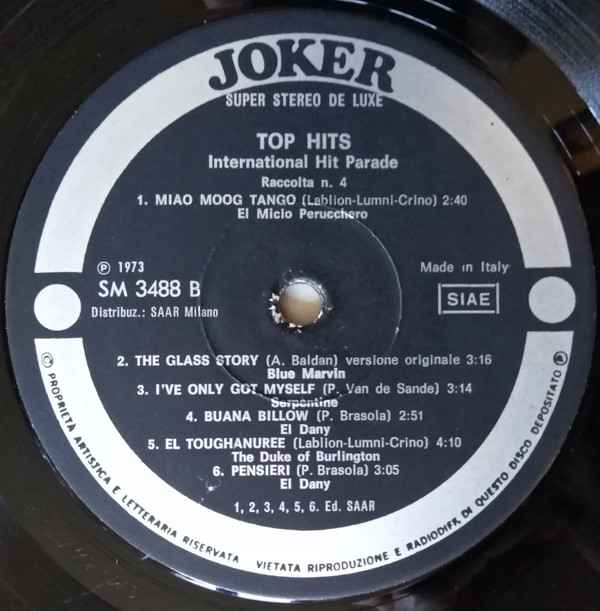 JOKER
SUPER STEREO DE LUXE
TOP HITS
International Hit Parade
Raccolta n. 4
1. MIAO MOOG TANGO (Lablion-Lumni-Crino) 2:40
El Micio Perucchero
Ⓟ 1973
SM 3488 B
Distribuz.: SAAR Milano
Made in Italy
SIAE
2. THE GLASS STORY (A. Baldan) versione originale 3:16
Blue Marvin
3. I'VE ONLY GOT MYSELF (P. Van de Sande) 3:14
Serpentine
4. BUANA BILLOW (P. Brasola) 2:51
El Dany
5. EL TOUGHANUREE (Lablion-Lumni-Crino) 4:10
The Duke of Burlington
6. PENSIERI (P. Brasola) 3:05
El Dany
1, 2, 3, 4, 5, 6. Ed. SAAR
© PROPRIETA ARTISTICA E LETTERARIA RISERVATA VIETATA RIPRODUZIONE E RADIODIFF. DI QUESTO DISCO DEPOSITATO Ⓟ